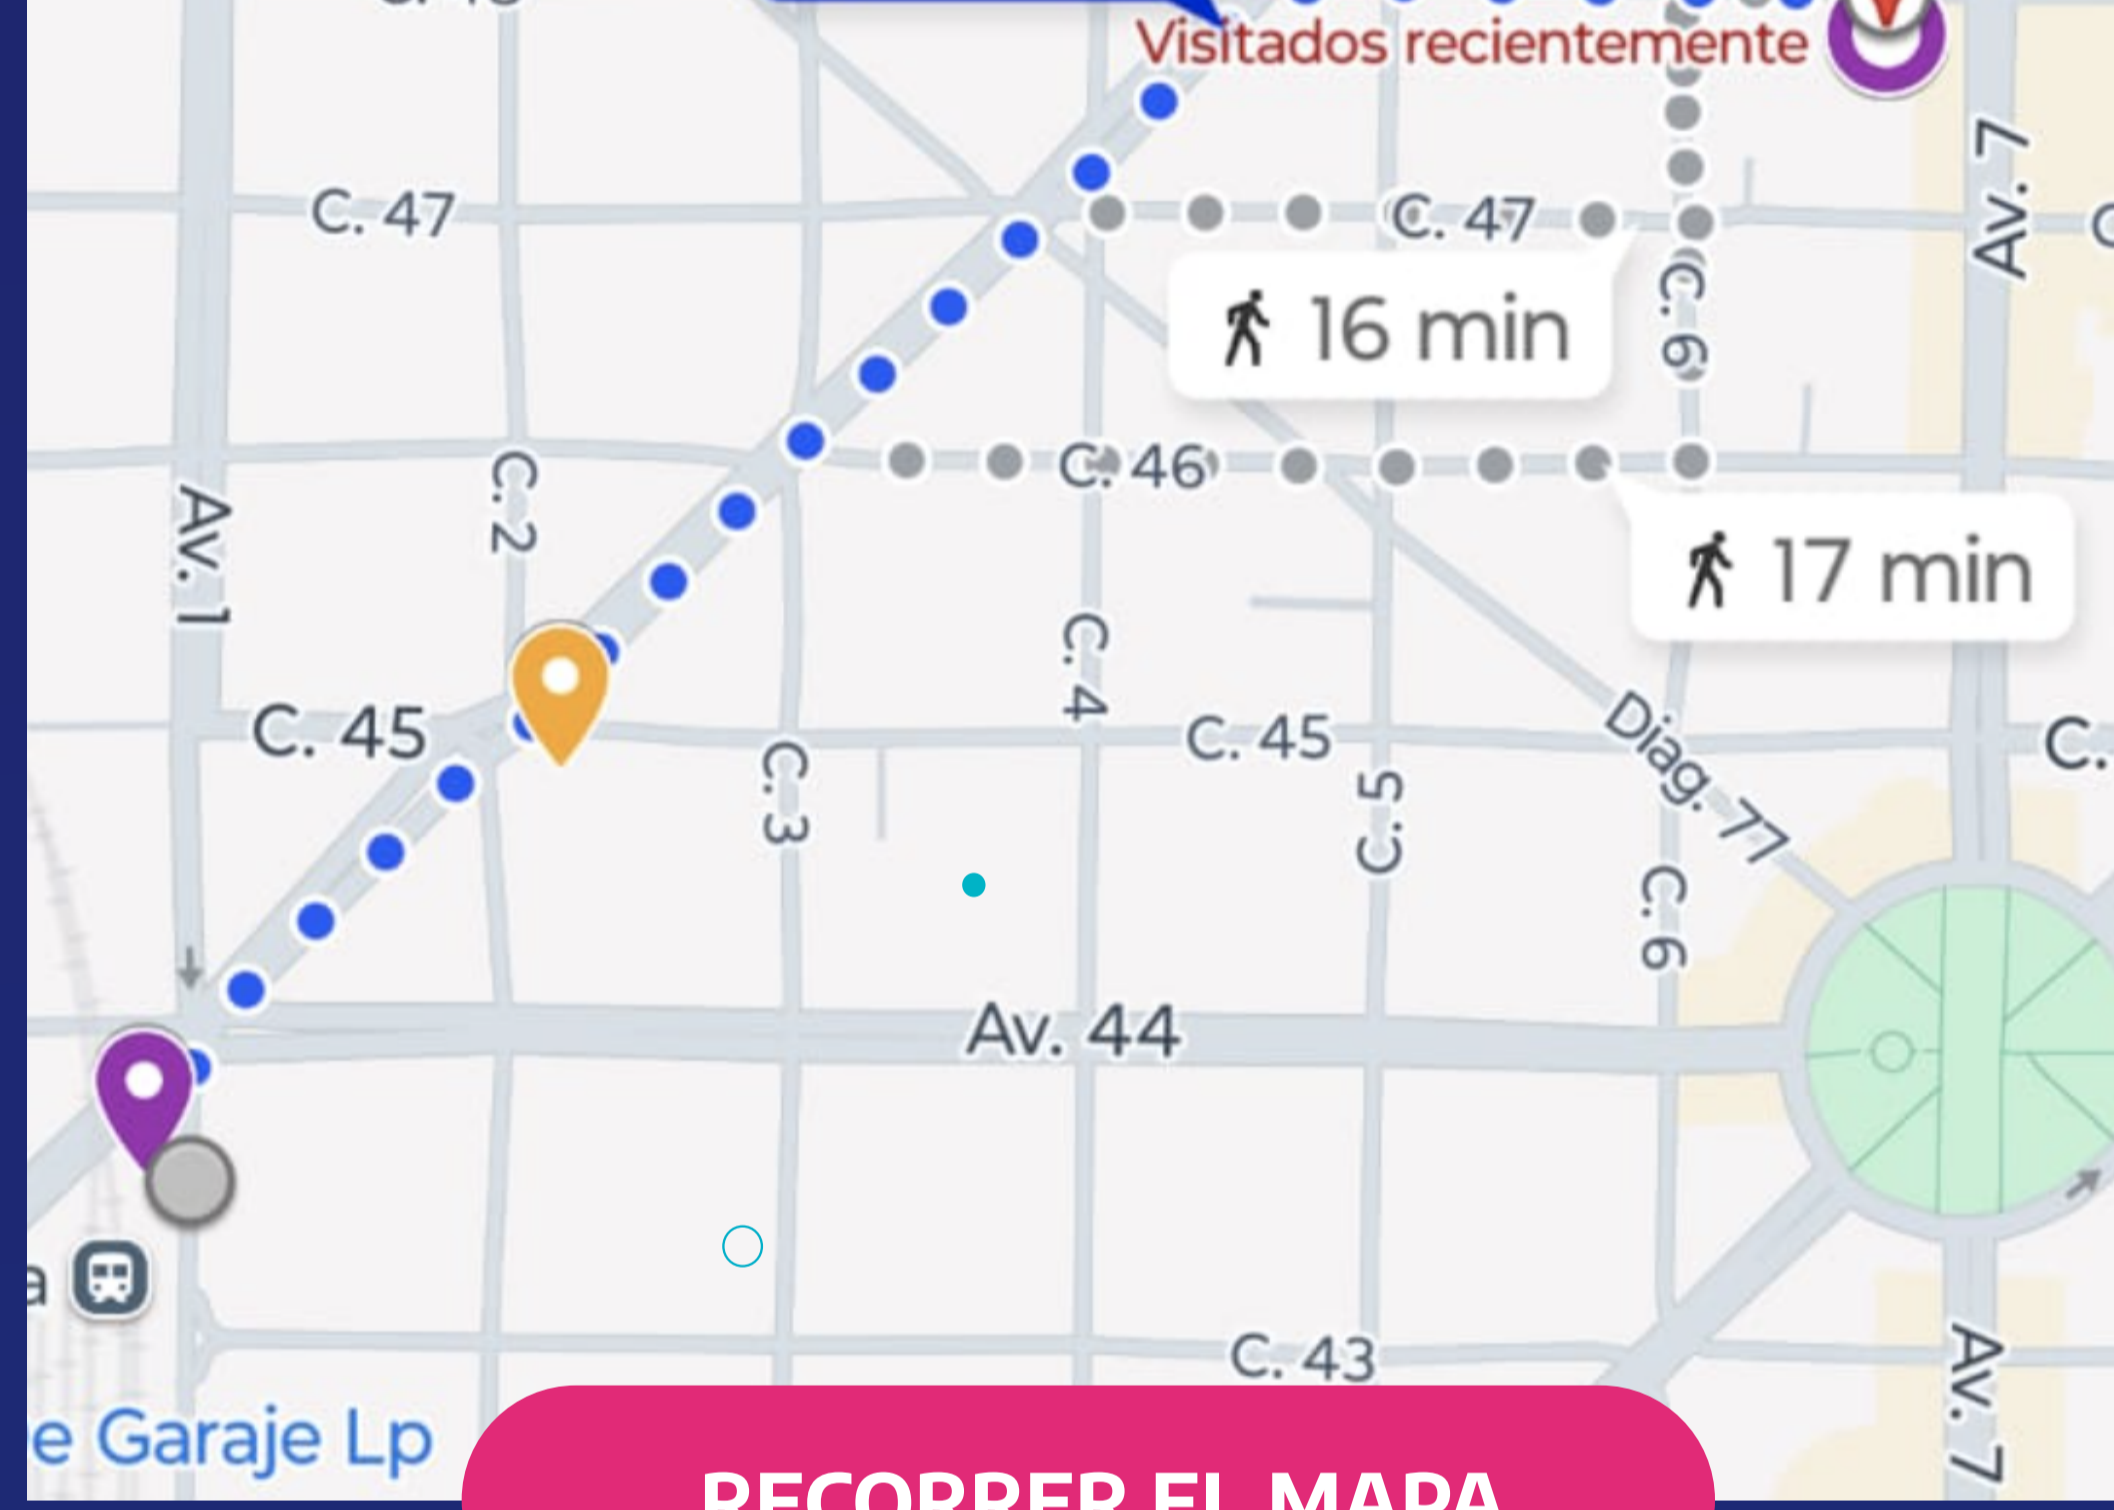 Visitados recientemente
Av. 7
C. 47
C. 47
16 min
C. 6
C. 46
17 min
C. 2
Av. 1
C. 4
C. 45
C. 45
C.
Diag. 77
C. 3
C. 5
C. 6
Av. 44
a
C. 43
Av. 7
e Garaje Lp
RECORRER EL MAPA